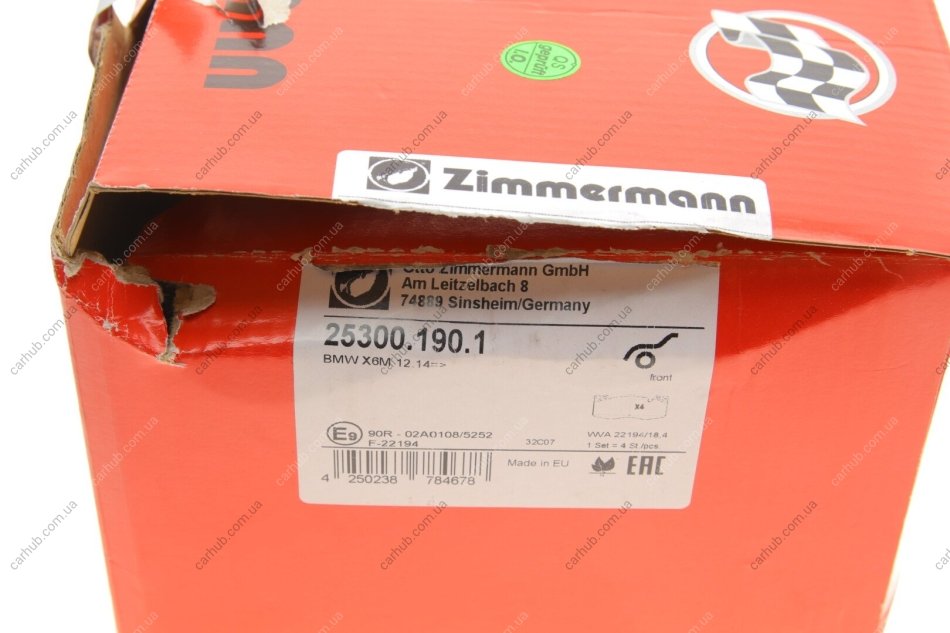 QS
geprüft
I.O.
Zimmermann
Otto Zimmermann GmbH
Am Leitzelbach 8
74889 Sinsheim/Germany
25300.190.1
BMW X6M 12.14=>
front
x4
E9
90R - 02A0108/5252
F-22194
32C07
WVA 22194/18,4
1 Set = 4 St./pcs.
Made in EU
EAC
4 250238 784678
carhub.com.ua